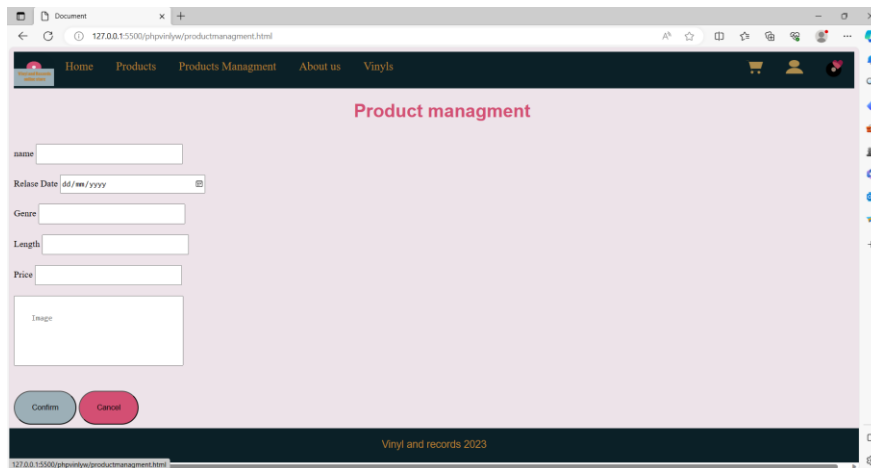 Document
127.0.0.1:5500/phpvinlyw/productmanagment.html
Home Products Products Managment About us Vinyls
Product managment
name
Relase Date dd/mm/yyyy
Genre
Length
Price
Image
Confirm Cancel
Vinyl and records 2023
127.0.0.1:5500/phpvinlyw/productmanagment.html